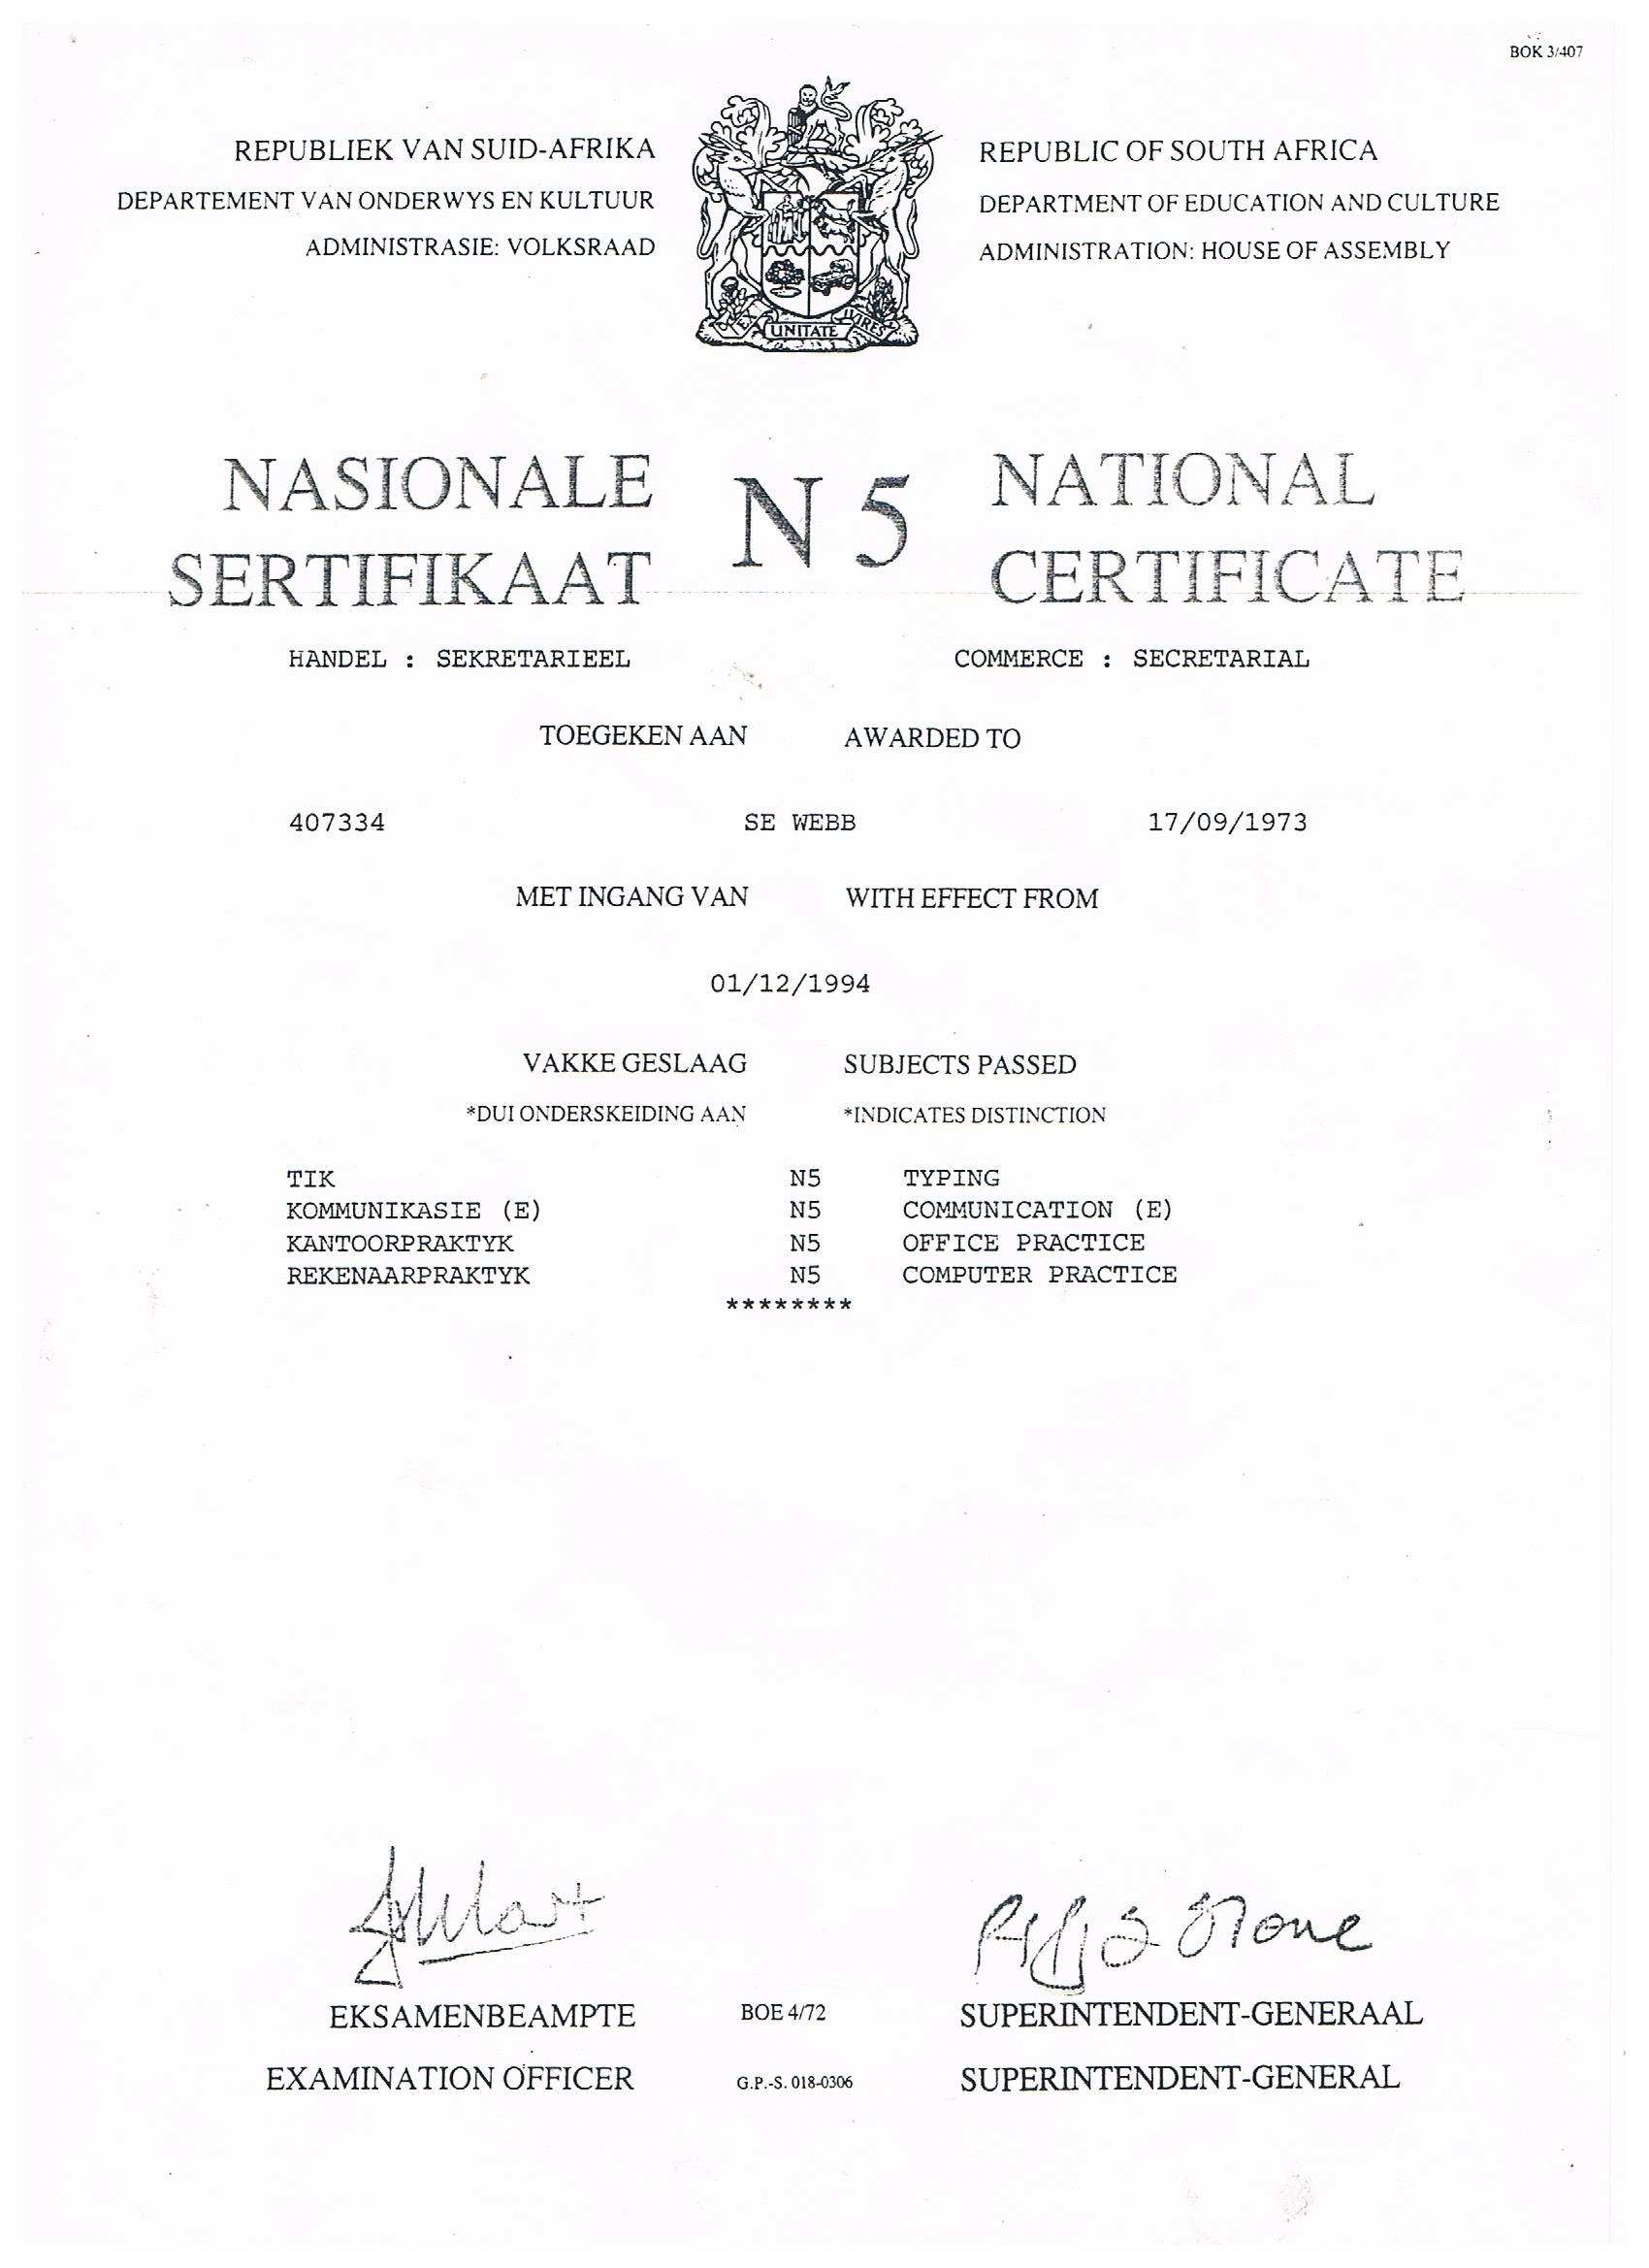 BOK 3/407
REPUBLIEK VAN SUID-AFRIKA
DEPARTEMENT VAN ONDERWYS EN KULTUUR
ADMINISTRASIE: VOLKSRAAD
REPUBLIC OF SOUTH AFRICA
DEPARTMENT OF EDUCATION AND CULTURE
ADMINISTRATION: HOUSE OF ASSEMBLY
EX UNITATE VIRES
NASIONALE
SERTIFIKAAT
N 5
NATIONAL
CERTIFICATE
HANDEL : SEKRETARIEEL COMMERCE : SECRETARIAL
TOEGEKEN AAN AWARDED TO
407334 SE WEBB 17/09/1973
MET INGANG VAN WITH EFFECT FROM
01/12/1994
VAKKE GESLAAG SUBJECTS PASSED
*DUI ONDERSKEIDING AAN *INDICATES DISTINCTION
TIK N5 TYPING
KOMMUNIKASIE (E) N5 COMMUNICATION (E)
KANTOORPRAKTYK N5 OFFICE PRACTICE
REKENAARPRAKTYK N5 COMPUTER PRACTICE
********
EKSAMENBEAMPTE BOE 4/72 SUPERINTENDENT-GENERAAL
EXAMINATION OFFICER G.P.-S. 018-0306 SUPERINTENDENT-GENERAL